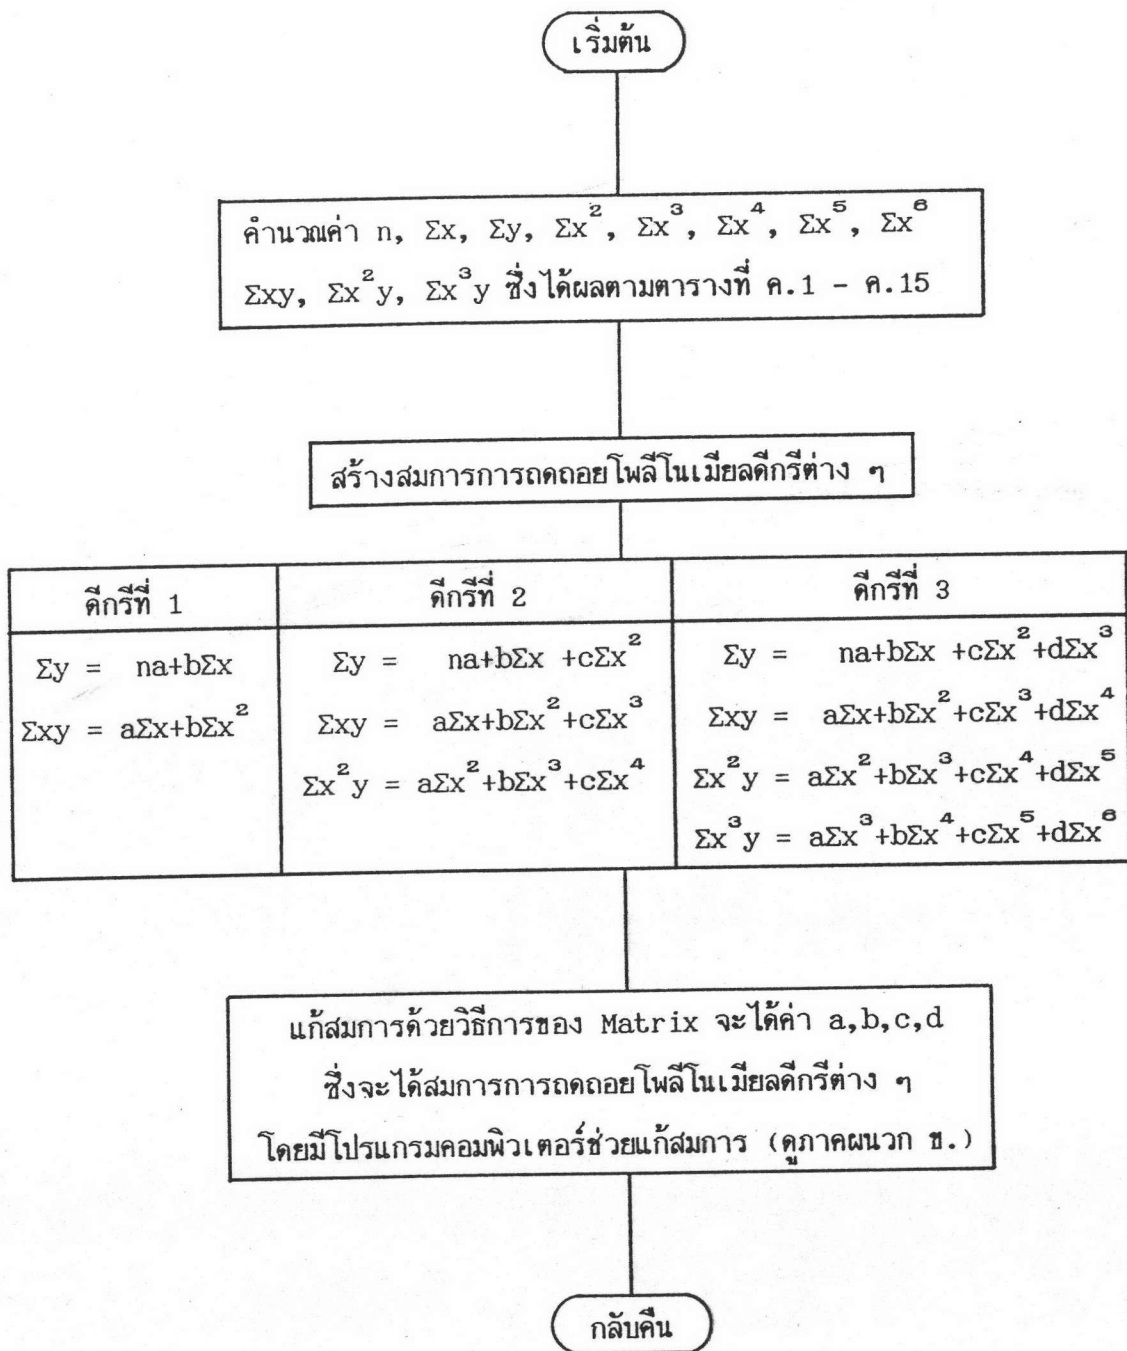 เริ่มต้น
คำนวณค่า n, Σx, Σy, Σx², Σx³, Σx⁴, Σx⁵, Σx⁶
Σxy, Σx²y, Σx³y ซึ่งได้ผลตามตารางที่ ค.1 - ค.15
สร้างสมการการถดถอยโพลีโนเมียลดีกรีต่าง ๆ
ดีกรีที่ 1
Σy = na+bΣx
Σxy = aΣx+bΣx²
ดีกรีที่ 2
Σy = na+bΣx +cΣx²
Σxy = aΣx+bΣx²+cΣx³
Σx²y = aΣx²+bΣx³+cΣx⁴
ดีกรีที่ 3
Σy = na+bΣx +cΣx²+dΣx³
Σxy = aΣx+bΣx²+cΣx³+dΣx⁴
Σx²y = aΣx²+bΣx³+cΣx⁴+dΣx⁵
Σx³y = aΣx³+bΣx⁴+cΣx⁵+dΣx⁶
แก้สมการด้วยวิธีการของ Matrix จะได้ค่า a,b,c,d
ซึ่งจะได้สมการการถดถอยโพลีโนเมียลดีกรีต่าง ๆ
โดยมีโปรแกรมคอมพิวเตอร์ช่วยแก้สมการ (ดูภาคผนวก ข.)
กลับคืน